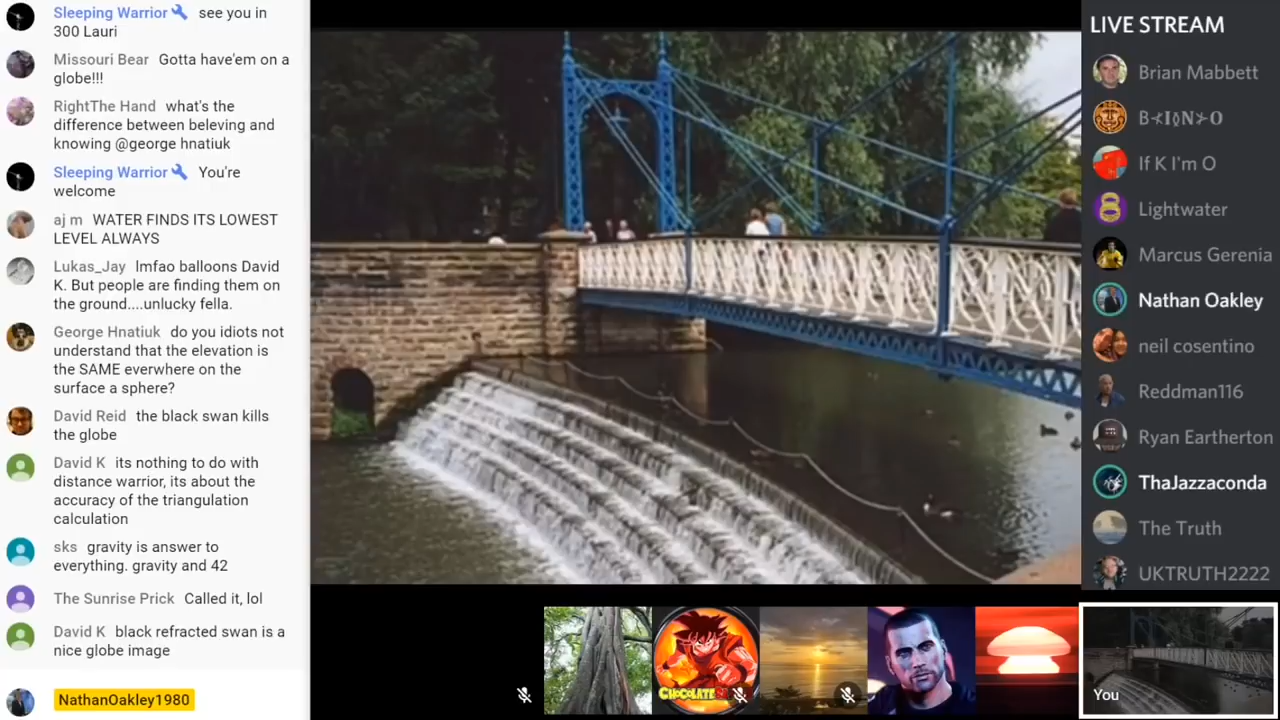 Sleeping Warrior see you in
300 Lauri
Missouri Bear Gotta have'em on a
globe!!!
RightThe Hand what's the
difference between beleving and
knowing @george hnatiuk
Sleeping Warrior You're
welcome
aj m WATER FINDS ITS LOWEST
LEVEL ALWAYS
Lukas_Jay lmfao balloons David
K. But people are finding them on
the ground....unlucky fella.
George Hnatiuk do you idiots not
understand that the elevation is
the SAME everwhere on the
surface a sphere?
David Reid the black swan kills
the globe
David K its nothing to do with
distance warrior, its about the
accuracy of the triangulation
calculation
sks gravity is answer to
everything. gravity and 42
The Sunrise Prick Called it, lol
David K black refracted swan is a
nice globe image
NathanOakley1980
LIVE STREAM
Brian Mabbett
B⊰I◊N⊱O
If K I'm O
Lightwater
Marcus Gerenia
Nathan Oakley
neil cosentino
Reddman116
Ryan Eartherton
ThaJazzaconda
The Truth
UKTRUTH2222
You